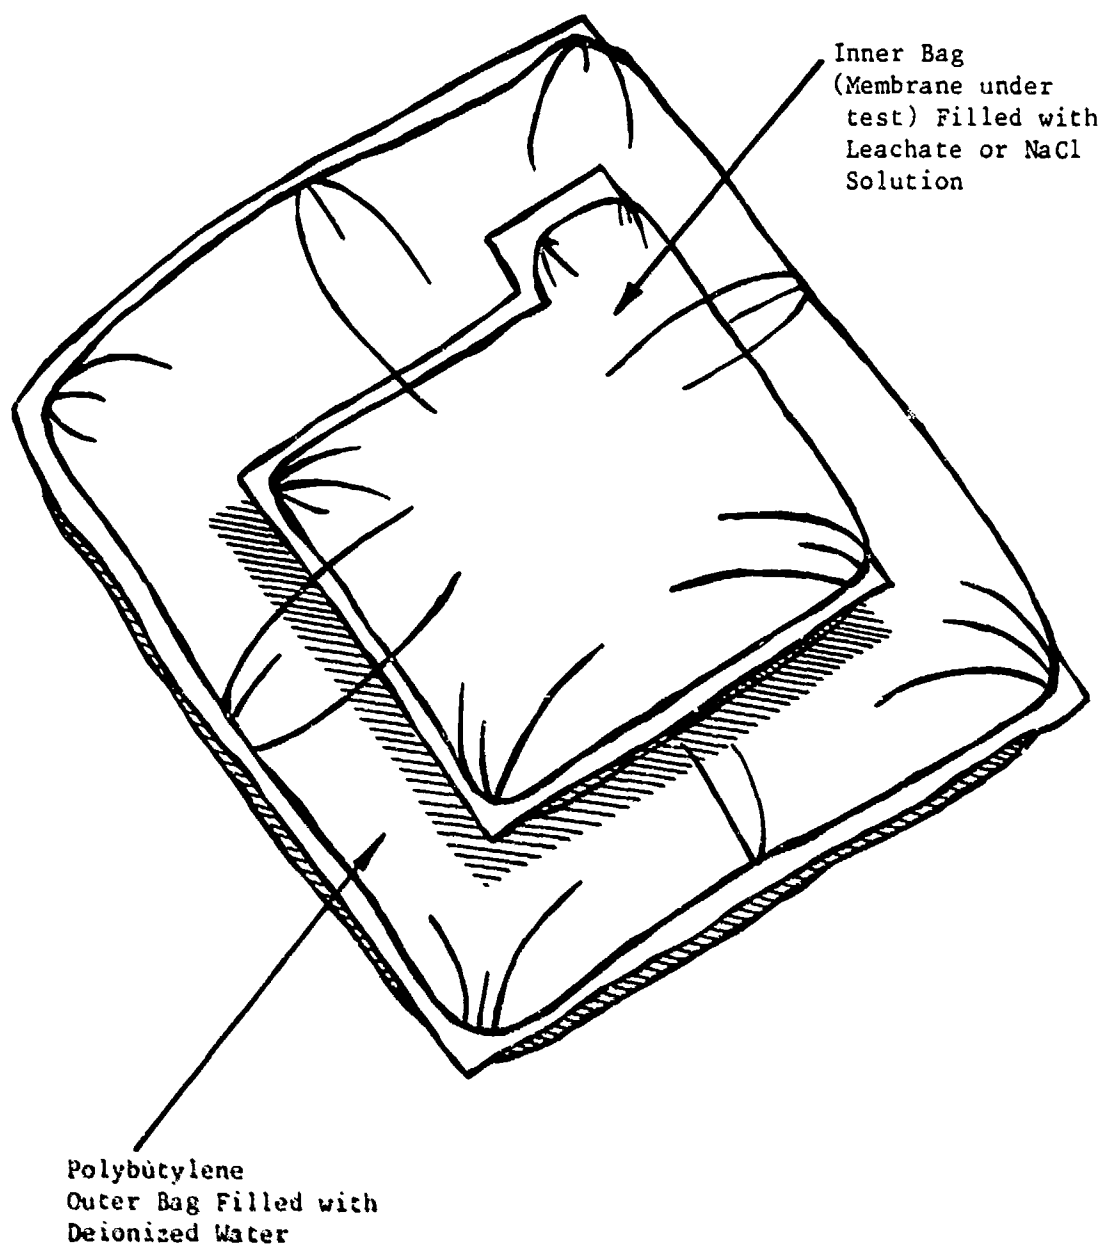 Inner Bag
(Membrane under
test) Filled with
Leachate or NaCl
Solution
Polybutylene
Outer Bag Filled with
Deionized Water